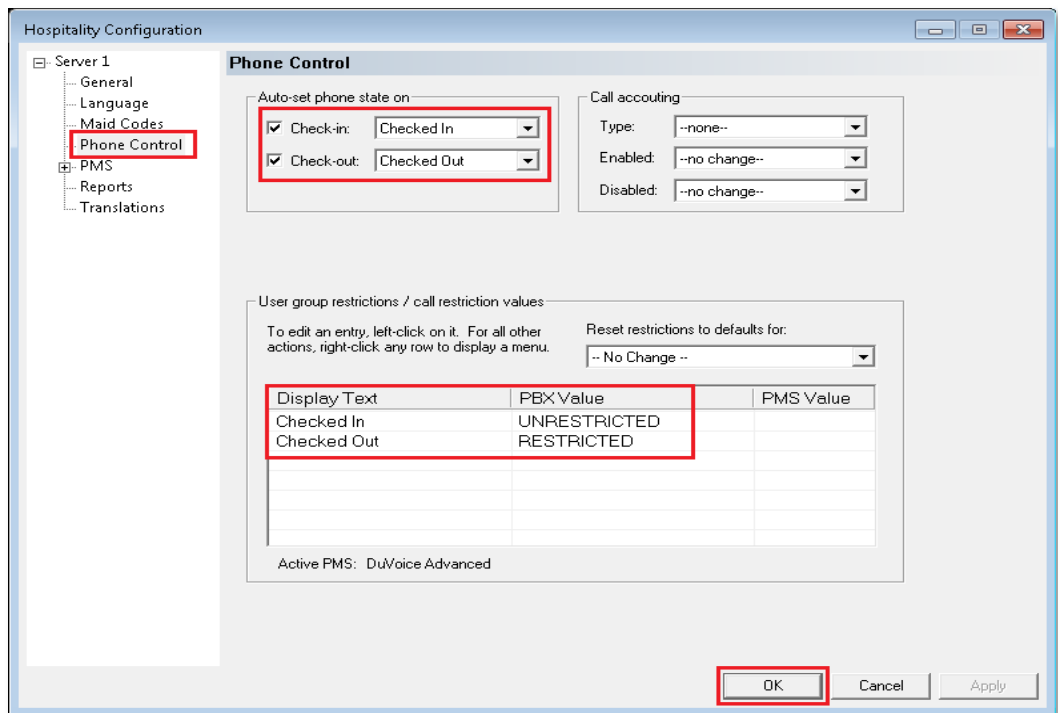 Hospitality Configuration
Server 1
General
Language
Maid Codes
Phone Control
PMS
Reports
Translations
Phone Control
Auto-set phone state on
Check-in: Checked In
Check-out: Checked Out
Call accouting
Type: --none--
Enabled: --no change--
Disabled: --no change--
User group restrictions / call restriction values
To edit an entry, left-click on it. For all other
actions, right-click any row to display a menu.
Reset restrictions to defaults for:
-- No Change --
Display Text PBX Value PMS Value
Checked In UNRESTRICTED
Checked Out RESTRICTED
Active PMS: DuVoice Advanced
OK Cancel Apply